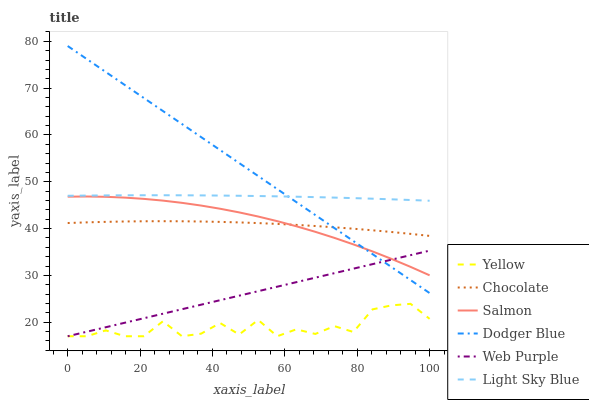 title
80
70
60
50
40
30
20
0
20
40
60
80
100
yaxis_label
xaxis_label
Yellow
Chocolate
Salmon
Dodger Blue
Web Purple
Light Sky Blue